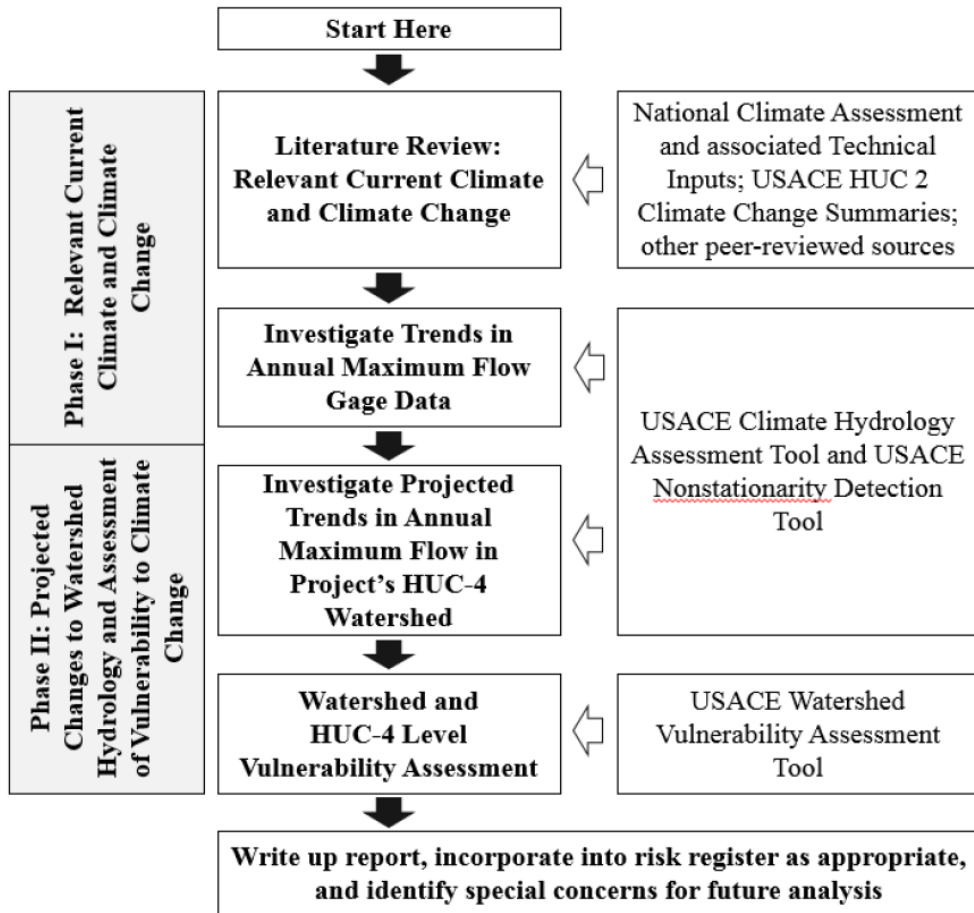 Start Here
Phase I:  Relevant Current
Climate and Climate
Change
Literature Review:
Relevant Current Climate
and Climate Change
National Climate Assessment
and associated Technical
Inputs; USACE HUC 2
Climate Change Summaries;
other peer-reviewed sources
Investigate Trends in
Annual Maximum Flow
Gage Data
USACE Climate Hydrology
Assessment Tool and USACE
Nonstationarity Detection
Tool
Phase II: Projected
Changes to Watershed
Hydrology and Assessment
of Vulnerability to Climate
Change
Investigate Projected
Trends in Annual
Maximum Flow in
Project’s HUC-4
Watershed
Watershed and
HUC-4 Level
Vulnerability Assessment
USACE Watershed
Vulnerability Assessment
Tool
Write up report, incorporate into risk register as appropriate,
and identify special concerns for future analysis